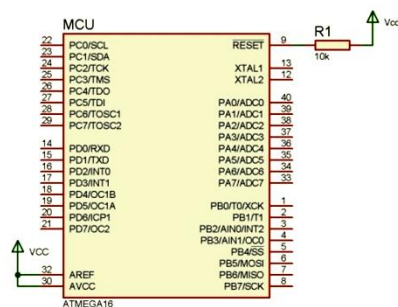 MCU
22 PC0/SCL
23 PC1/SDA
24 PC2/TCK
25 PC3/TMS
26 PC4/TDO
27 PC5/TDI
28 PC6/TOSC1
29 PC7/TOSC2
14 PD0/RXD
15 PD1/TXD
16 PD2/INT0
17 PD3/INT1
18 PD4/OC1B
19 PD5/OC1A
20 PD6/ICP1
21 PD7/OC2
VCC
32 AREF
30 AVCC
ATMEGA16
RESET 9
XTAL1 13
XTAL2 12
PA0/ADC0 40
PA1/ADC1 39
PA2/ADC2 38
PA3/ADC3 37
PA4/ADC4 36
PA5/ADC5 35
PA6/ADC6 34
PA7/ADC7 33
PB0/T0/XCK 1
PB1/T1 2
PB2/AIN0/INT2 3
PB3/AIN1/OC0 4
PB4/SS 5
PB5/MOSI 6
PB6/MISO 7
PB7/SCK 8
R1
10k
Vcc